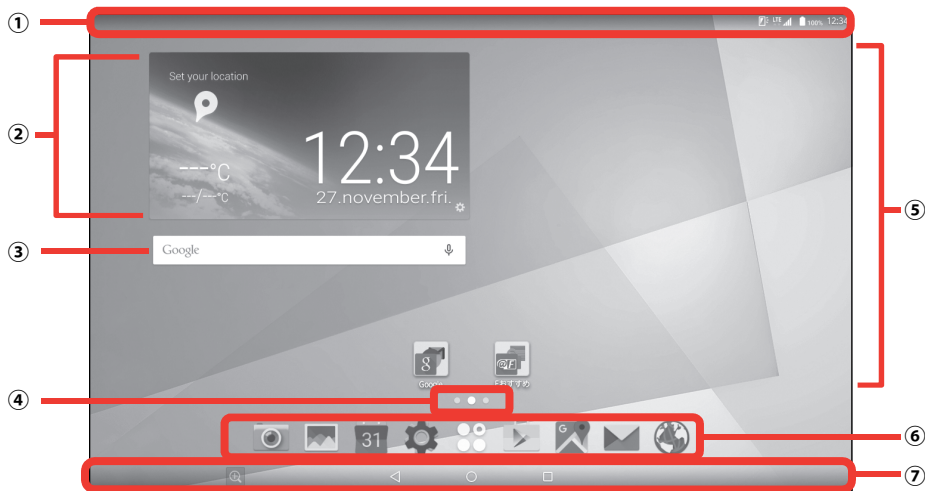 ①
LTE 100% 12:34
②
Set your location
12:34
---°C
---/---°C
27.november.fri.
③
Google
⑤
8
Google
おすすめ
④
31
G
⑥
⑦